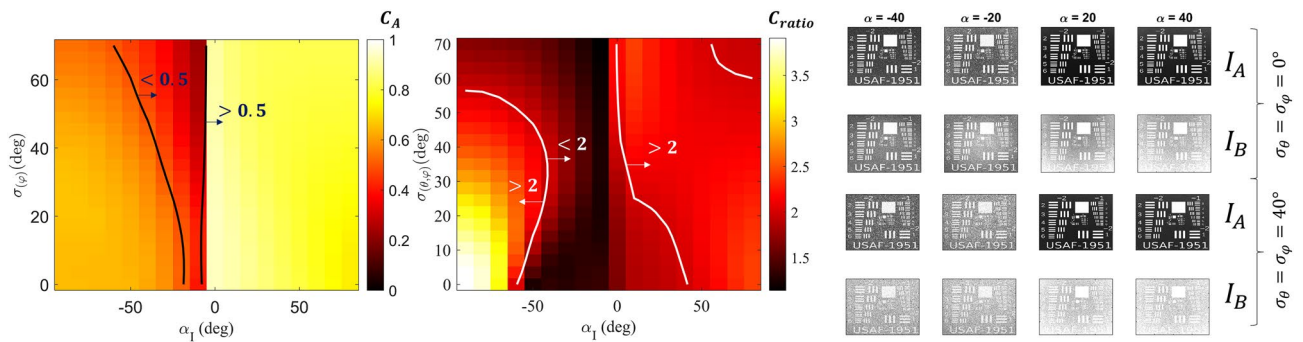 C_A
1
0.8
0.6
0.4
0.2
0
60
40
20
0
-50
0
50
σ_(φ)(deg)
α_I (deg)
< 0.5
> 0.5
C_ratio
3.5
3
2.5
2
1.5
70
60
50
40
30
20
10
0
-50
0
50
σ_(θ,φ)(deg)
α_I (deg)
< 2
> 2
> 2
α = -40 α = -20 α = 20 α = 40
USAF-1951 USAF-1951 USAF-1951 USAF-1951
I_A
USAF-1951 USAF-1951 USAF-1951 USAF-1951
I_B
σ_θ = σ_φ = 0°
USAF-1951 USAF-1951 USAF-1951 USAF-1951
I_A
USAF-1951 USAF-1951 USAF-1951 USAF-1951
I_B
σ_θ = σ_φ = 40°